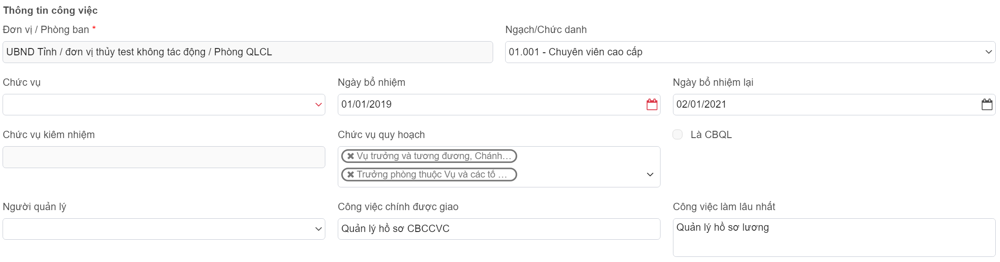 Thông tin công việc
Đơn vị / Phòng ban *
Ngạch/Chức danh
UBND Tỉnh / đơn vị thủy test không tác động / Phòng QLCL
01.001 - Chuyên viên cao cấp
Chức vụ
Ngày bổ nhiệm
Ngày bổ nhiệm lại
01/01/2019
02/01/2021
Chức vụ kiêm nhiệm
Chức vụ quy hoạch
Là CBQL
Vụ trưởng và tương đương, Chánh...
Trưởng phòng thuộc Vụ và các tổ ...
Người quản lý
Công việc chính được giao
Công việc làm lâu nhất
Quản lý hồ sơ CBCCVC
Quản lý hồ sơ lương